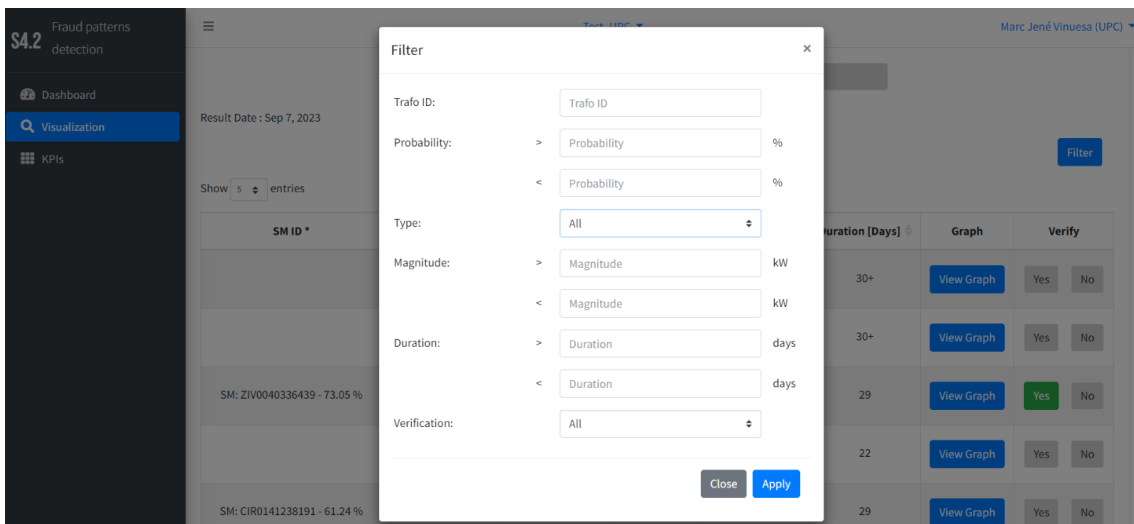 S4.2
Fraud patterns
detection
Dashboard
Visualization
KPIs
Test_UPC
Marc Jené Vinuesa (UPC)
Result Date : Sep 7, 2023
Filter
Show 5 entries
SM ID *
Duration [Days]
Graph
Verify
30+
View Graph
Yes
No
30+
View Graph
Yes
No
SM: ZIV0040336439 - 73.05 %
29
View Graph
Yes
No
22
View Graph
Yes
No
SM: CIR0141238191 - 61.24 %
29
View Graph
Yes
No
Filter
×
Trafo ID:
Trafo ID
Probability:
> Probability %
< Probability %
Type:
All
Magnitude:
> Magnitude kW
< Magnitude kW
Duration:
> Duration days
< Duration days
Verification:
All
Close
Apply